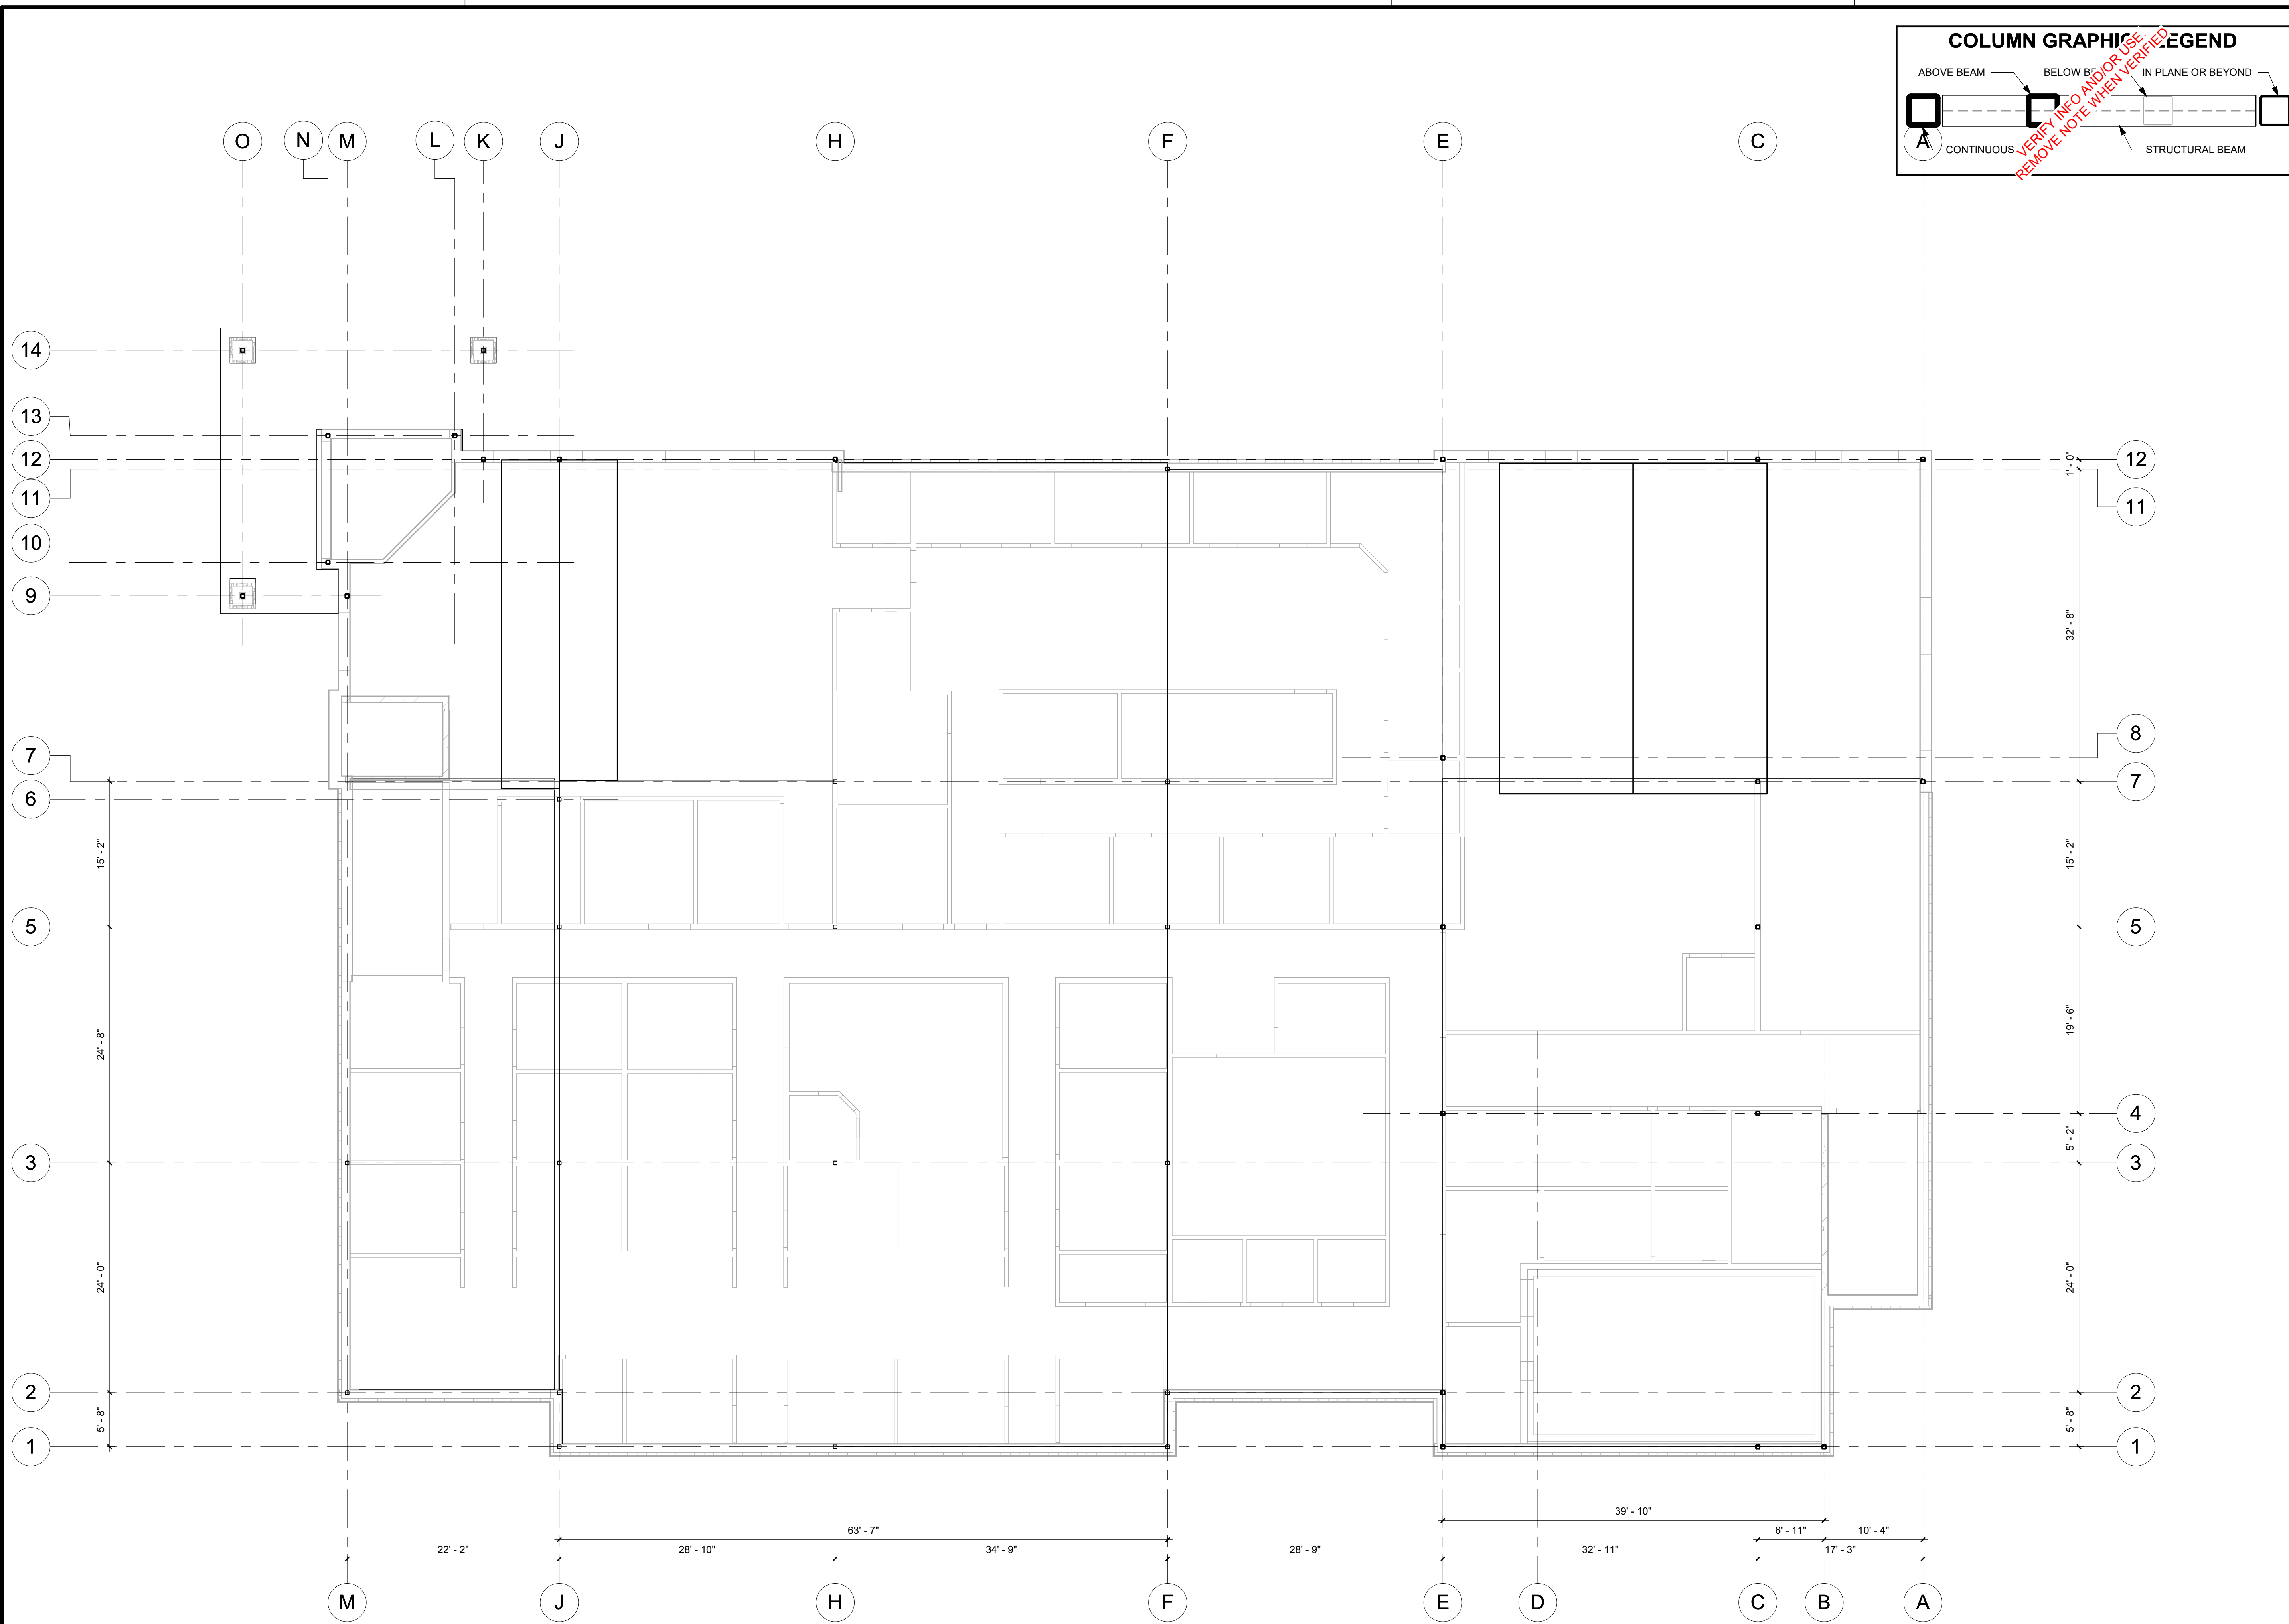 COLUMN GRAPHIC LEGEND
ABOVE BEAM
IN PLANE OR BEYOND
BELOW
VERIFY INFO AND/OR USE.
REMOVE NOTE WHEN VERIFIED
CONTINUOUS
STRUCTURAL BEAM
O
N
M
L
K
J
H
F
E
C
A
14
13
12
11
10
9
7
6
5
3
2
1
12
11
8
7
5
4
3
2
1
15' - 2"
24' - 8"
24' - 0"
5' - 8"
1' - 0"
32' - 8"
15' - 2"
19' - 6"
5' - 2"
24' - 0"
5' - 8"
39' - 10"
63' - 7"
6' - 11"
10' - 4"
22' - 2"
28' - 10"
34' - 9"
28' - 9"
32' - 11"
17' - 3"
M
J
H
F
E
D
C
B
A